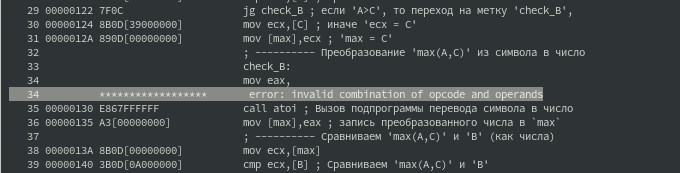 29 00000122 7F0C jg check_B ; если 'A>C', то переход на метку 'check_B',
30 00000124 8B0D[39000000] mov ecx,[C] ; иначе 'ecx = C'
31 0000012A 890D[00000000] mov [max],ecx ; 'max = C'
32 ; ---------- Преобразование 'max(A,C)' из символа в число
33 check_B:
34 mov eax,
34 ****************** error: invalid combination of opcode and operands
35 00000130 E867FFFFFF call atoi ; Вызов подпрограммы перевода символа в число
36 00000135 A3[00000000] mov [max],eax ; запись преобразованного числа в `max`
37 ; ---------- Сравниваем 'max(A,C)' и 'B' (как числа)
38 0000013A 8B0D[00000000] mov ecx,[max]
39 00000140 3B0D[0A000000] cmp ecx,[B] ; Сравниваем 'max(A,C)' и 'B'